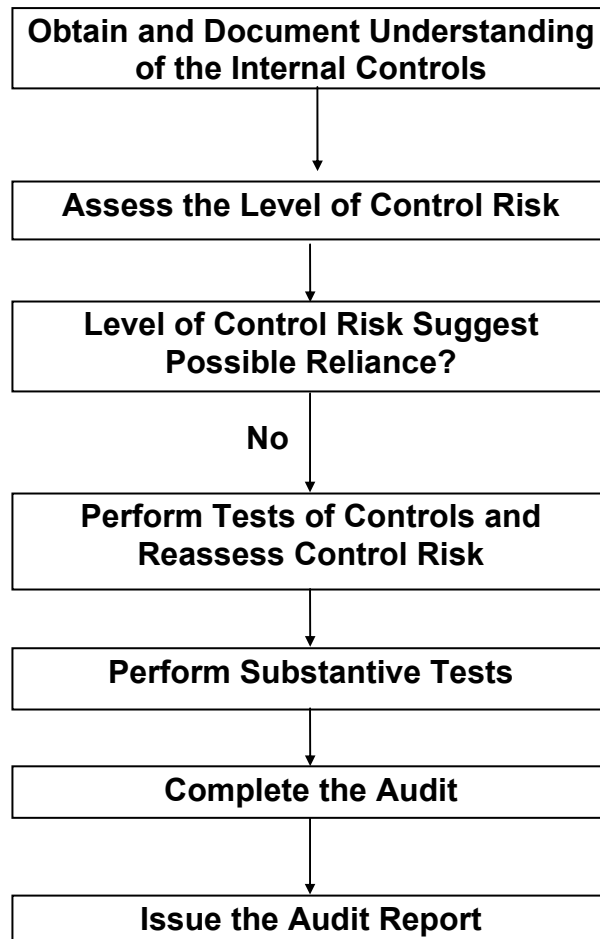 Obtain and Document Understanding
of the Internal Controls
Assess the Level of Control Risk
Level of Control Risk Suggest
Possible Reliance?
No
Perform Tests of Controls and
Reassess Control Risk
Perform Substantive Tests
Complete the Audit
Issue the Audit Report